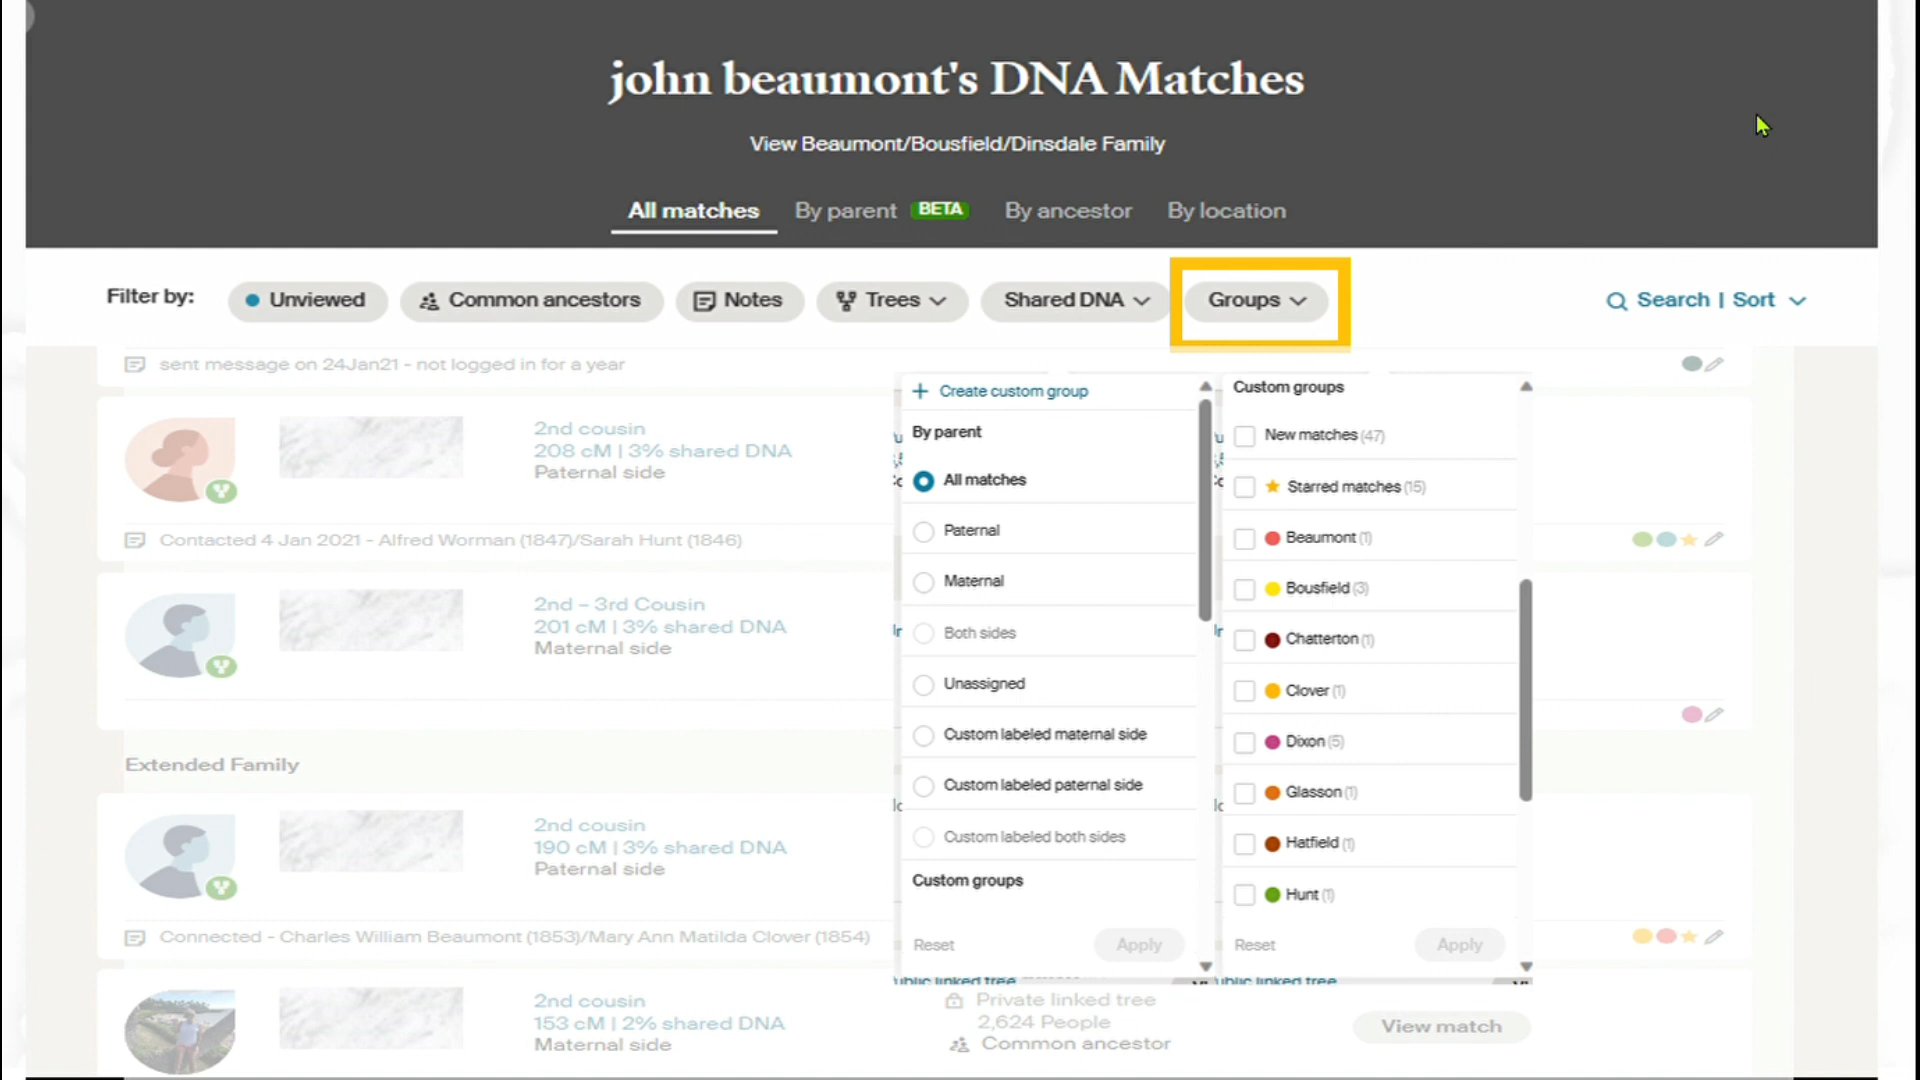 john beaumont's DNA Matches
View Beaumont/Bousfield/Dinsdale Family
All matches By parent BETA By ancestor By location
Filter by: Unviewed Common ancestors Notes Trees Shared DNA Groups Search | Sort
sent message on 24Jan21 - not logged in for a year
2nd cousin
208 cM | 3% shared DNA
Paternal side
Contacted 4 Jan 2021 - Alfred Worman (1847)/Sarah Hunt (1846)
2nd – 3rd Cousin
201 cM | 3% shared DNA
Maternal side
Extended Family
2nd cousin
190 cM | 3% shared DNA
Paternal side
Connected - Charles William Beaumont (1853)/Mary Ann Matilda Clover (1854)
2nd cousin
153 cM | 2% shared DNA
Maternal side
+ Create custom group
By parent
All matches
Paternal
Maternal
Both sides
Unassigned
Custom labeled maternal side
Custom labeled paternal side
Custom labeled both sides
Custom groups
Reset Apply
Custom groups
New matches (47)
Starred matches (15)
Beaumont (1)
Bousfield (3)
Chatterton (1)
Clover (1)
Dixon (5)
Glasson (1)
Hatfield (1)
Hunt (1)
Reset Apply
Private linked tree
2,624 People
Common ancestor
View match